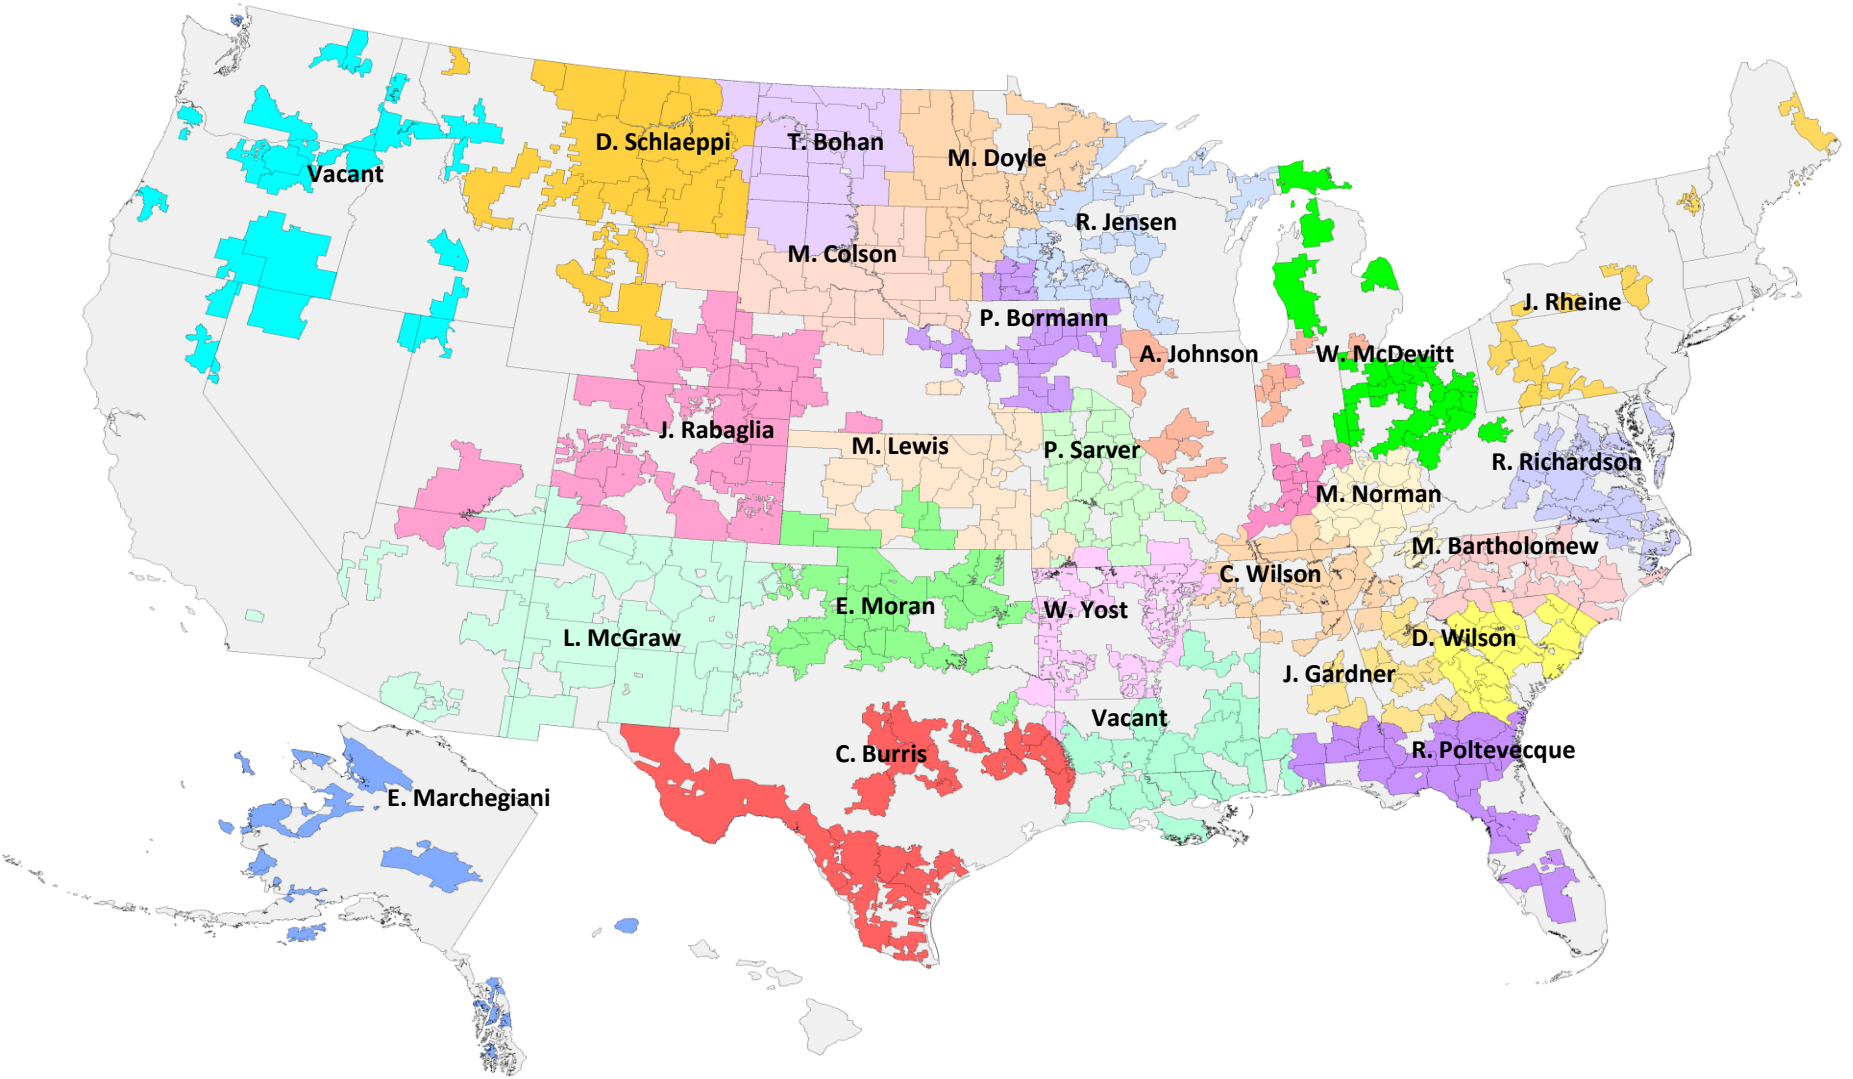 D. Schlaeppi
T. Bohan
M. Doyle
Vacant
R. Jensen
M. Colson
J. Rheine
P. Bormann
A. Johnson
W. McDevitt
J. Rabaglia
M. Lewis
P. Sarver
R. Richardson
M. Norman
M. Bartholomew
C. Wilson
E. Moran
W. Yost
L. McGraw
D. Wilson
J. Gardner
Vacant
C. Burris
R. Poltevecque
E. Marchegiani